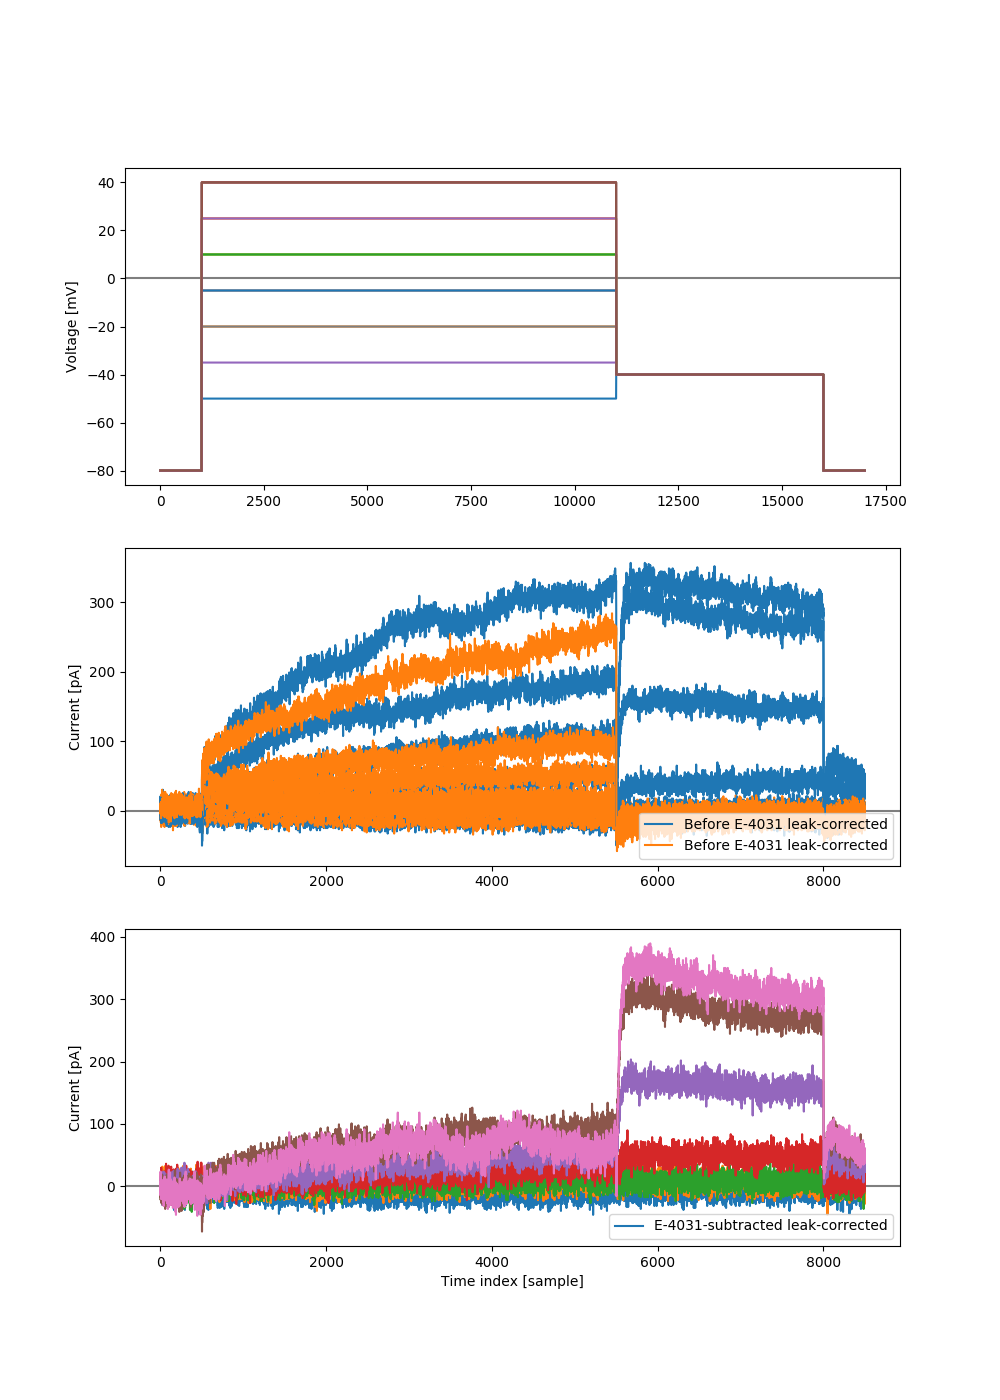 40
20
0
−20
−40
−60
−80
Voltage [mV]
0 2500 5000 7500 10000 12500 15000 17500
300
200
100
0
Current [pA]
Before E-4031 leak-corrected
Before E-4031 leak-corrected
0 2000 4000 6000 8000
400
300
200
100
0
Current [pA]
E-4031-subtracted leak-corrected
0 2000 4000 6000 8000
Time index [sample]